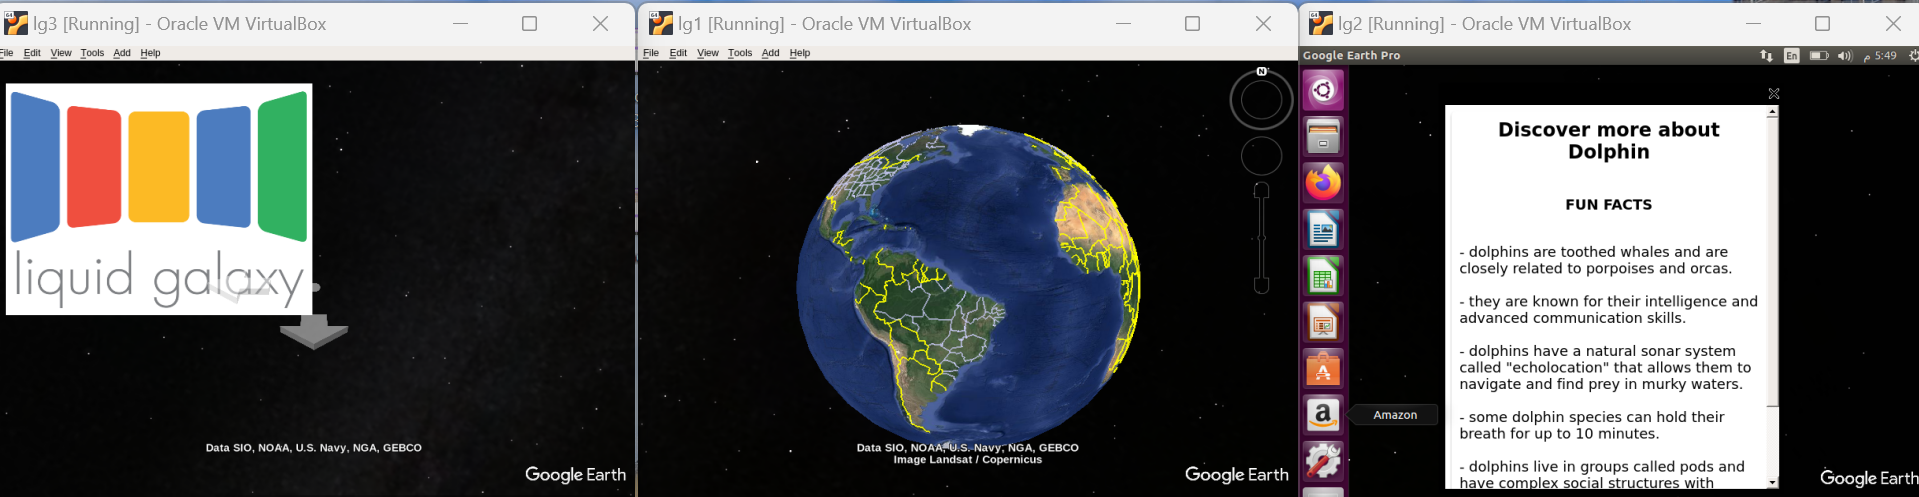 lg3 [Running] - Oracle VM VirtualBox
File Edit View Tools Add Help
liquid galaxy
Data SIO, NOAA, U.S. Navy, NGA, GEBCO
Google Earth
lg1 [Running] - Oracle VM VirtualBox
File Edit View Tools Add Help
N
Data SIO, NOAA, U.S. Navy, NGA, GEBCO
Image Landsat / Copernicus
Google Earth
lg2 [Running] - Oracle VM VirtualBox
Google Earth Pro
En
م 5:49
Discover more about
Dolphin
FUN FACTS
- dolphins are toothed whales and are
closely related to porpoises and orcas.
- they are known for their intelligence and
advanced communication skills.
- dolphins have a natural sonar system
called "echolocation" that allows them to
navigate and find prey in murky waters.
- some dolphin species can hold their
breath for up to 10 minutes.
- dolphins live in groups called pods and
have complex social structures with
Amazon
Google Earth